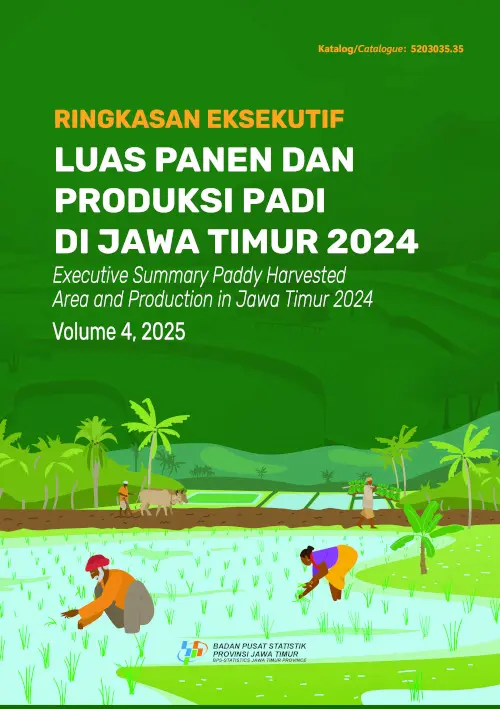 Katalog/Catalogue: 5203035.35
RINGKASAN EKSEKUTIF
LUAS PANEN DAN
PRODUKSI PADI
DI JAWA TIMUR 2024
Executive Summary Paddy Harvested
Area and Production in Jawa Timur 2024
Volume 4, 2025
BADAN PUSAT STATISTIK
PROVINSI JAWA TIMUR
BPS-STATISTICS JAWA TIMUR PROVINCE